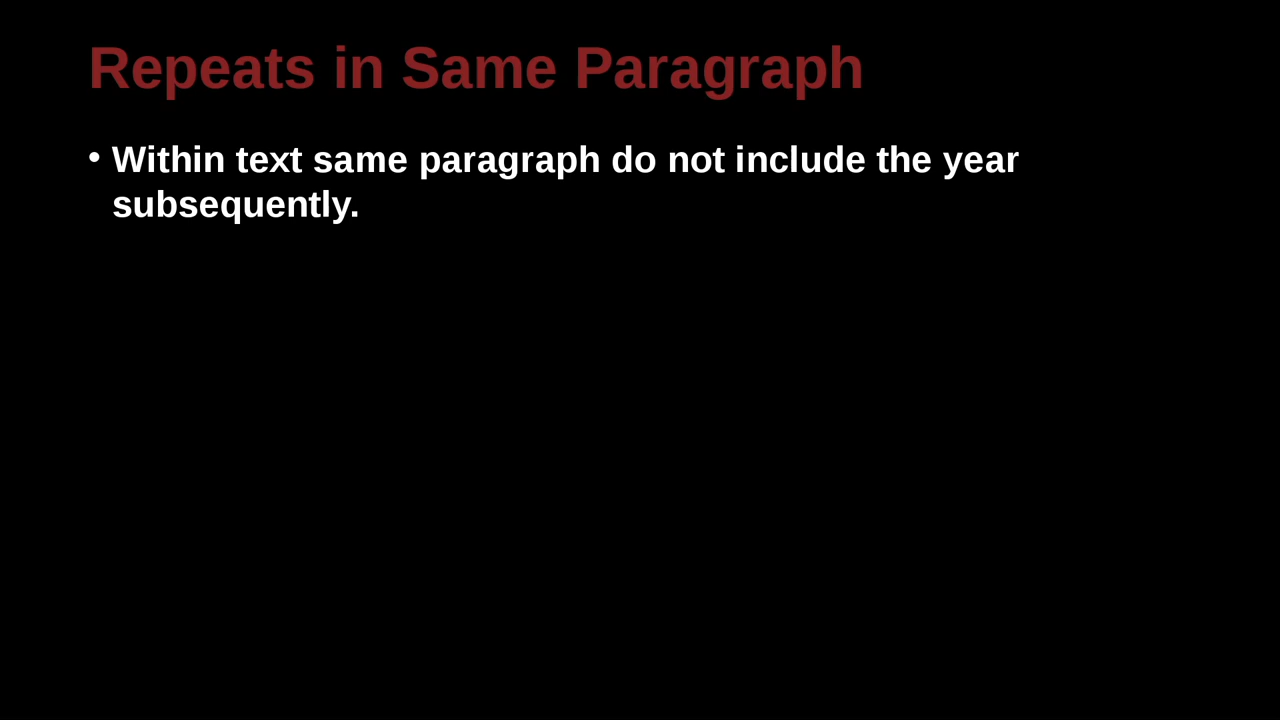 Repeats in Same Paragraph
• Within text same paragraph do not include the year
subsequently.